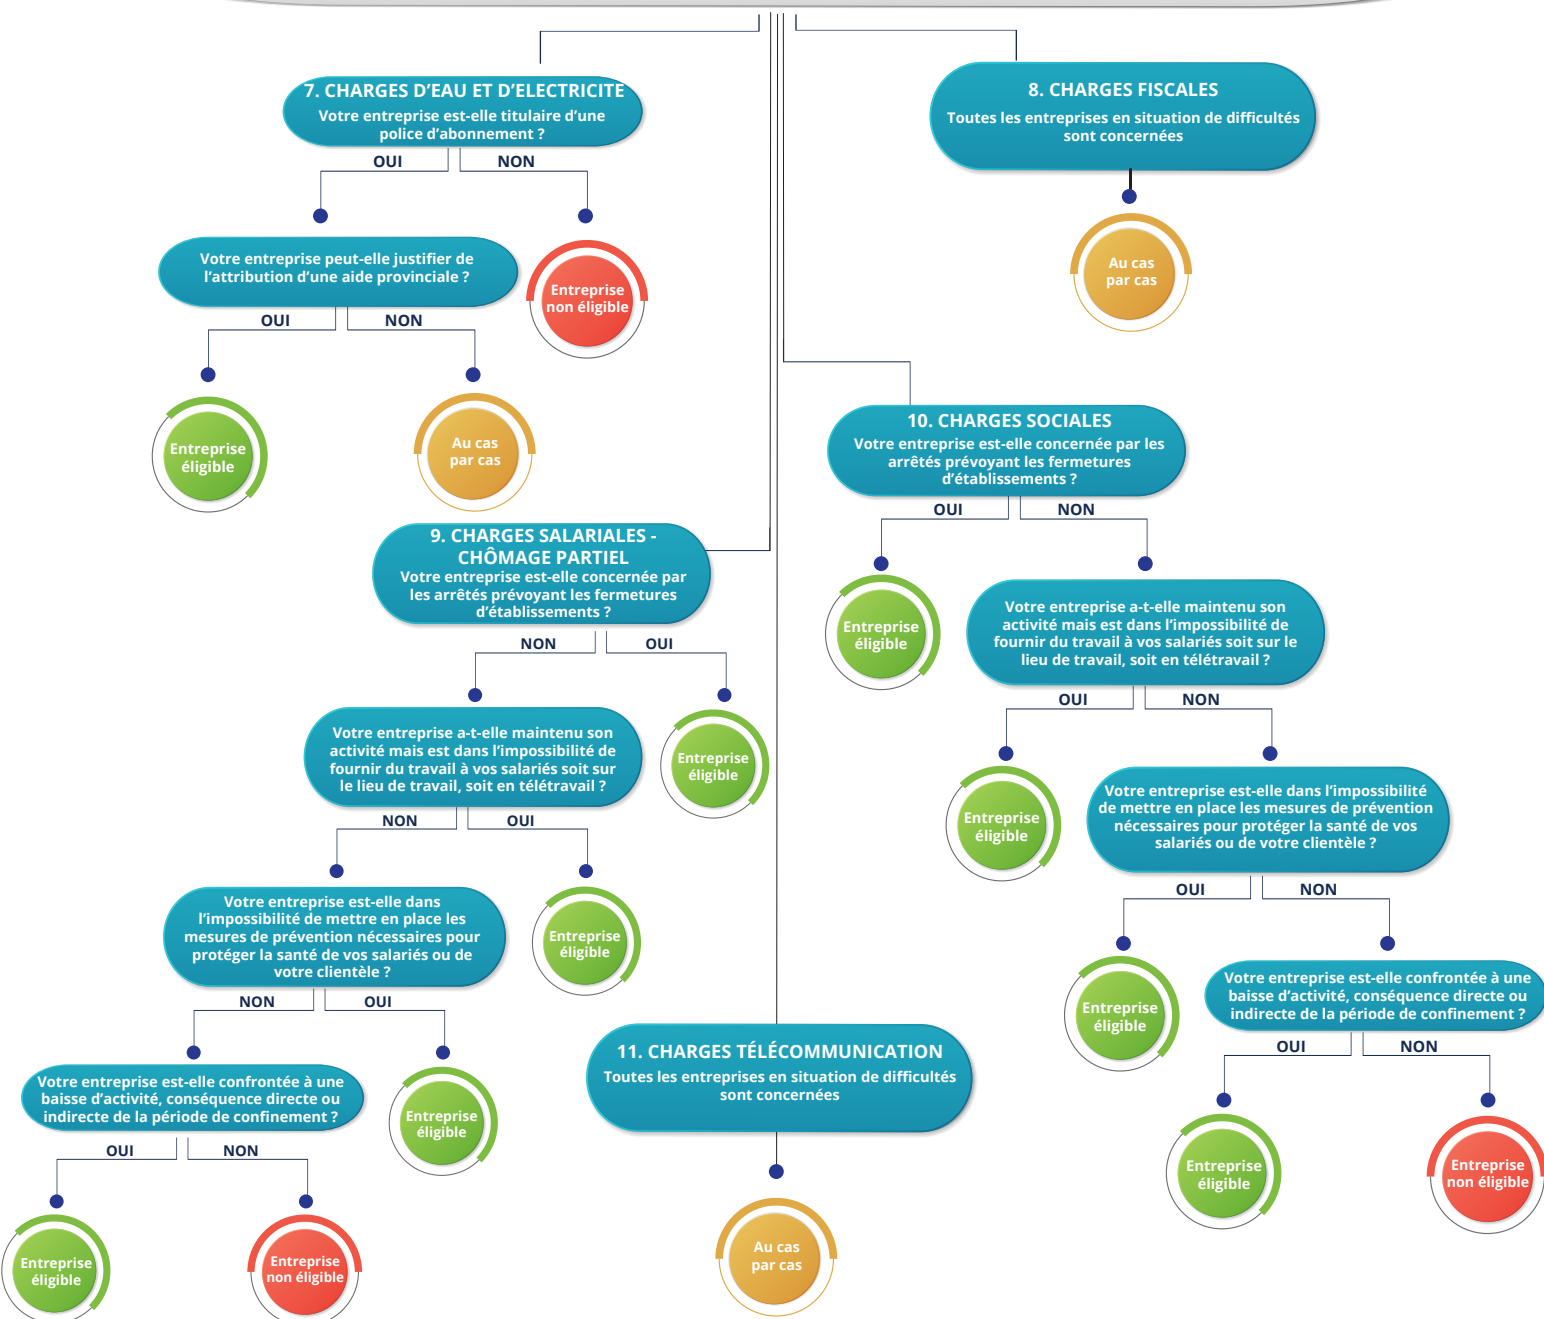 7. CHARGES D'EAU ET D'ELECTRICITE
Votre entreprise est-elle titulaire d'une
police d'abonnement ?
OUI
NON
Votre entreprise peut-elle justifier de
l'attribution d'une aide provinciale ?
Entreprise
non éligible
OUI
NON
Entreprise
éligible
Au cas
par cas
8. CHARGES FISCALES
Toutes les entreprises en situation de difficultés
sont concernées
Au cas
par cas
9. CHARGES SALARIALES -
CHÔMAGE PARTIEL
Votre entreprise est-elle concernée par
les arrêtés prévoyant les fermetures
d'établissements ?
NON
OUI
Votre entreprise a-t-elle maintenu son
activité mais est dans l'impossibilité de
fournir du travail à vos salariés soit sur
le lieu de travail, soit en télétravail ?
Entreprise
éligible
NON
OUI
Votre entreprise est-elle dans
l'impossibilité de mettre en place les
mesures de prévention nécessaires pour
protéger la santé de vos salariés ou de
votre clientèle ?
Entreprise
éligible
NON
OUI
Votre entreprise est-elle confrontée à une
baisse d'activité, conséquence directe ou
indirecte de la période de confinement ?
Entreprise
éligible
OUI
NON
Entreprise
éligible
Entreprise
non éligible
10. CHARGES SOCIALES
Votre entreprise est-elle concernée par les
arrêtés prévoyant les fermetures
d'établissements ?
OUI
NON
Entreprise
éligible
Votre entreprise a-t-elle maintenu son
activité mais est dans l'impossibilité de
fournir du travail à vos salariés soit sur le
lieu de travail, soit en télétravail ?
OUI
NON
Entreprise
éligible
Votre entreprise est-elle dans l'impossibilité
de mettre en place les mesures de prévention
nécessaires pour protéger la santé de vos
salariés ou de votre clientèle ?
OUI
NON
Entreprise
éligible
Votre entreprise est-elle confrontée à une
baisse d'activité, conséquence directe ou
indirecte de la période de confinement ?
OUI
NON
Entreprise
éligible
Entreprise
non éligible
11. CHARGES TÉLÉCOMMUNICATION
Toutes les entreprises en situation de difficultés
sont concernées
Au cas
par cas